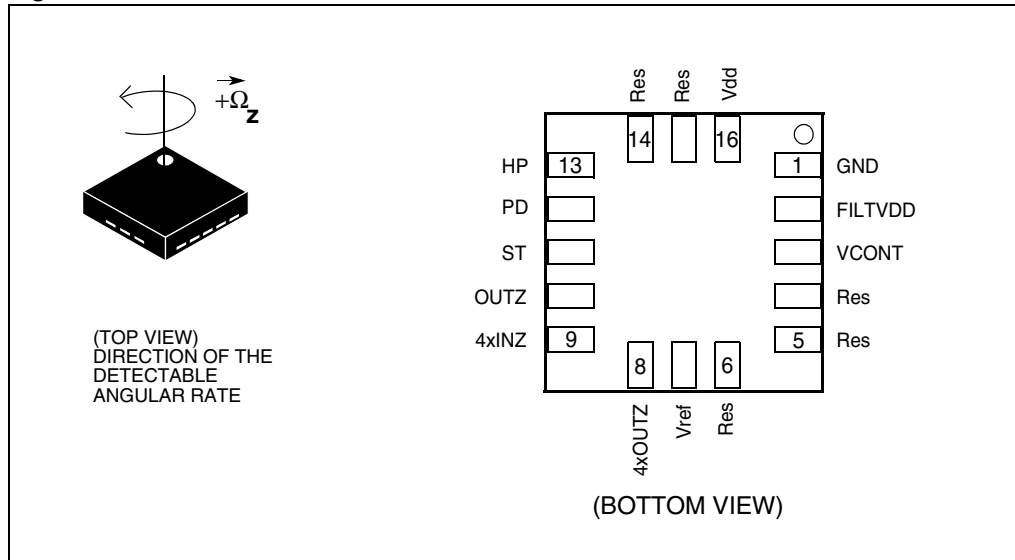 +Ω
z
(TOP VIEW)
DIRECTION OF THE
DETECTABLE
ANGULAR RATE
Res
Res
Vdd
14
16
HP
13
1
GND
PD
FILTVDD
ST
VCONT
OUTZ
Res
4xINZ
9
5
Res
8
6
4xOUTZ
Vref
Res
(BOTTOM VIEW)